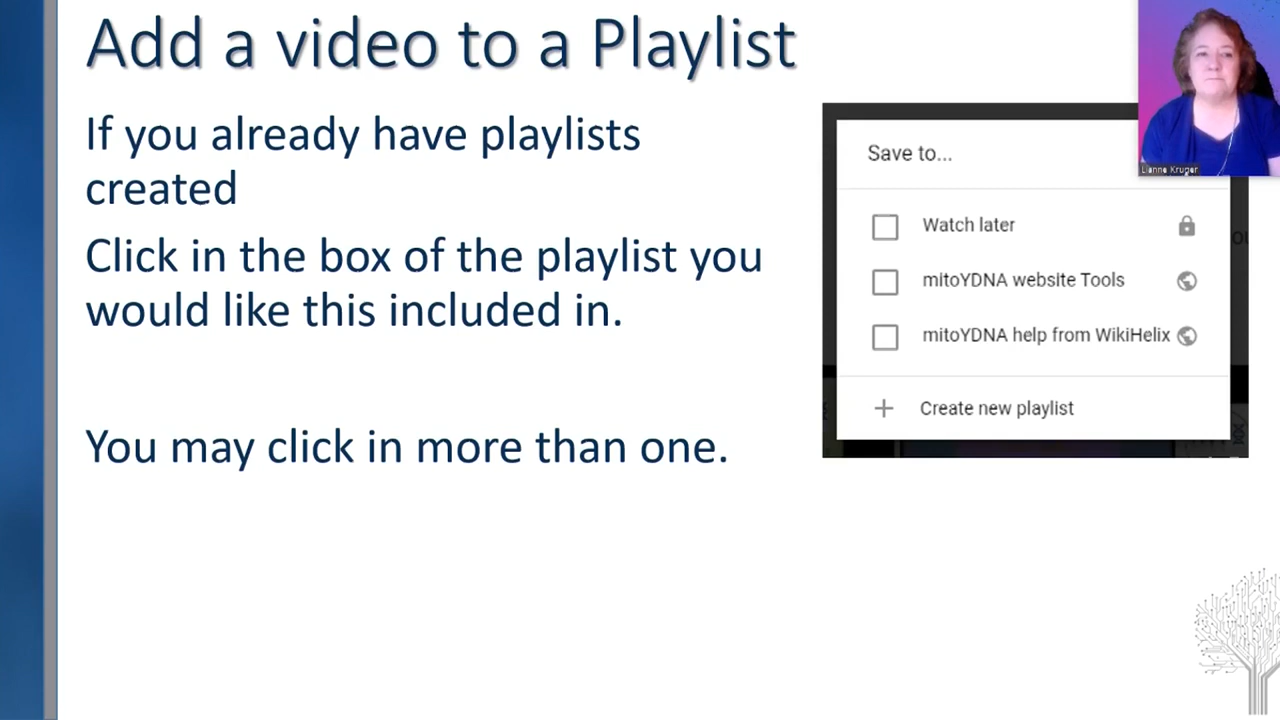 Add a video to a Playlist
If you already have playlists
created
Click in the box of the playlist you
would like this included in.
You may click in more than one.
Save to...
Watch later
mitoYDNA website Tools
mitoYDNA help from WikiHelix
Create new playlist
Lianne Kruger